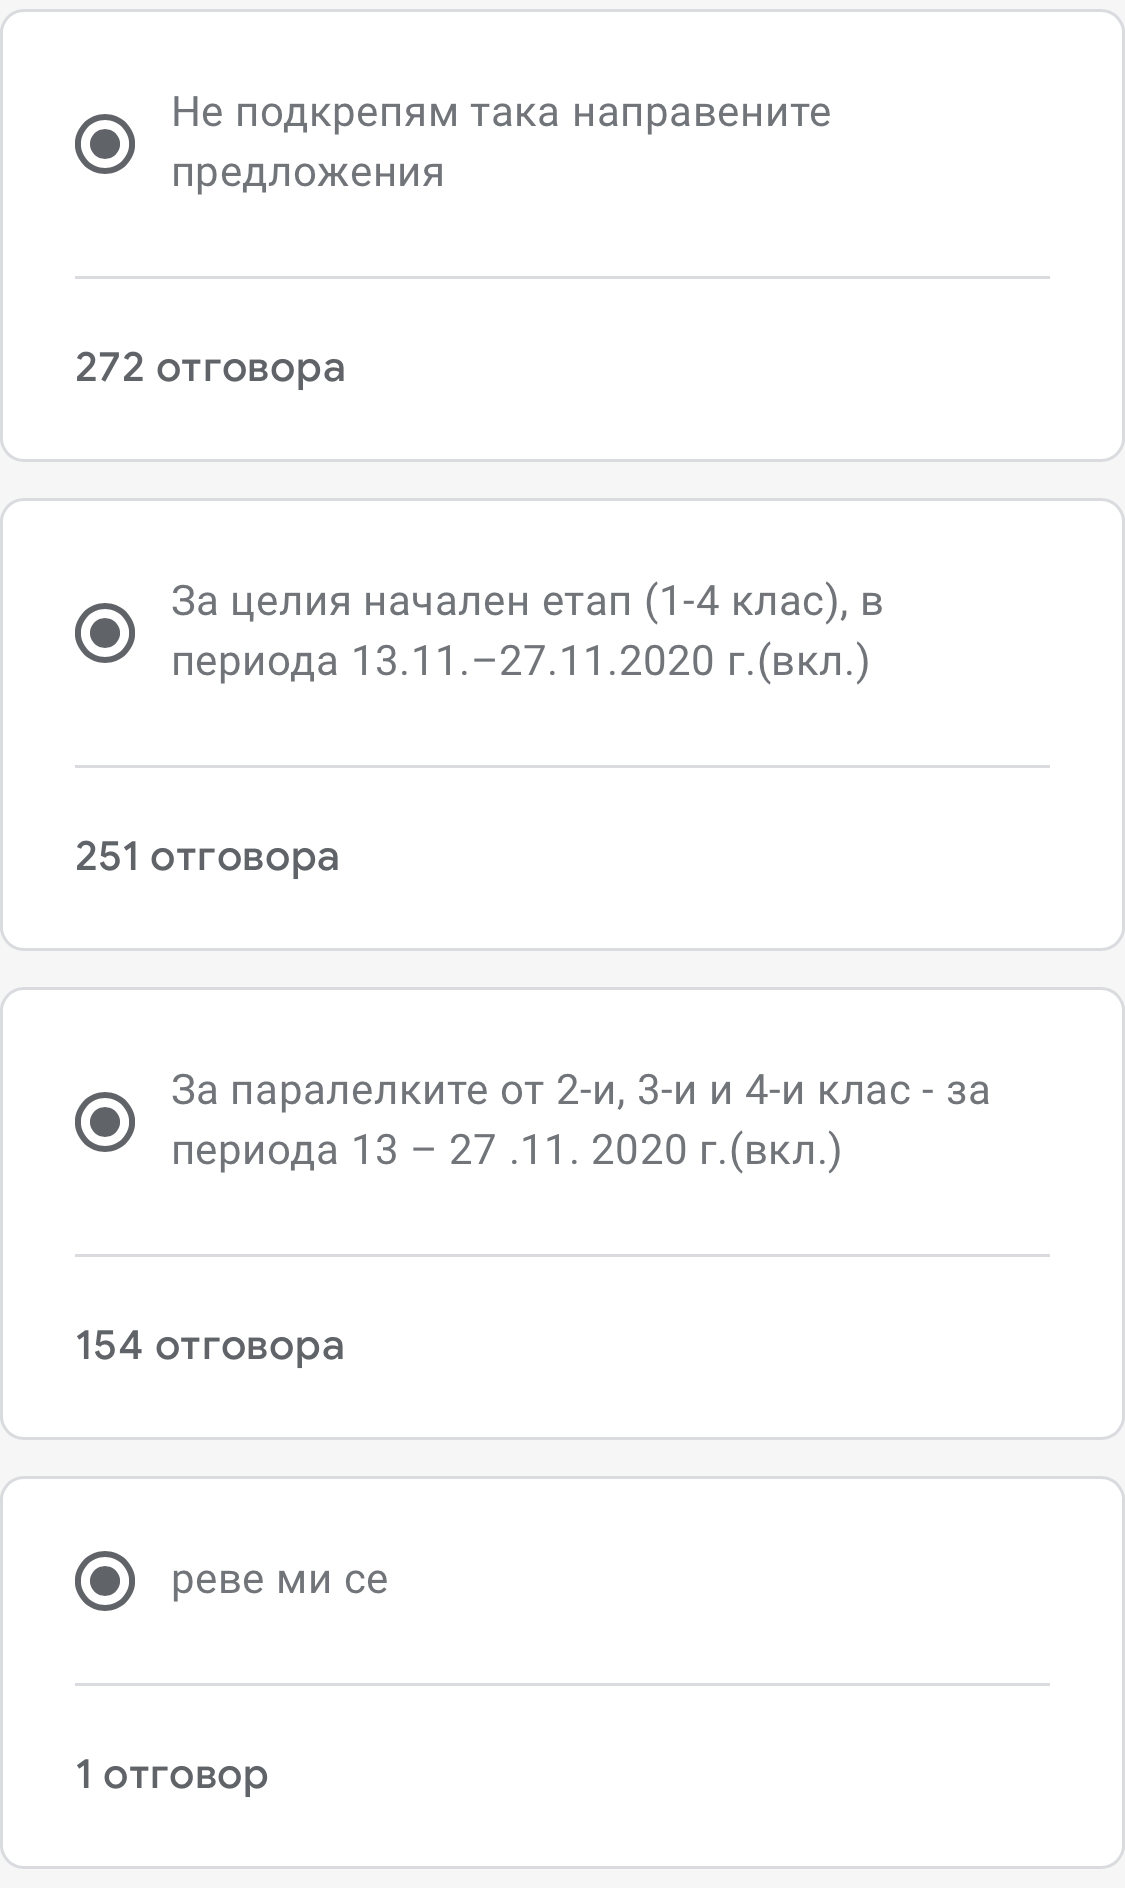 Не подкрепям така направените
предложения
272 отговора
За целия начален етап (1-4 клас), в
периода 13.11.–27.11.2020 г.(вкл.)
251 отговора
За паралелките от 2-и, 3-и и 4-и клас - за
периода 13 – 27 .11. 2020 г.(вкл.)
154 отговора
реве ми се
1 отговор